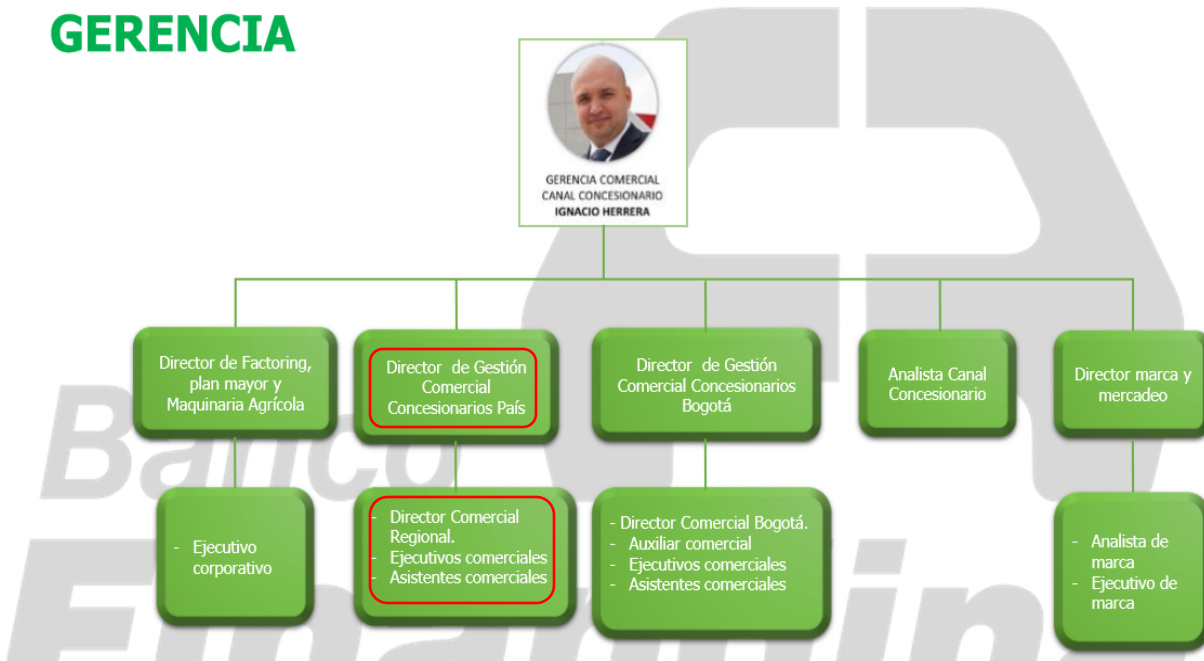 GERENCIA
GERENCIA COMERCIAL
CANAL CONCESIONARIO
IGNACIO HERRERA
Director de Factoring,
plan mayor y
Maquinaria Agrícola
Director de Gestión
Comercial
Concesionarios País
Director de Gestión
Comercial Concesionarios
Bogotá
Analista Canal
Concesionario
Director marca y
mercadeo
- Ejecutivo
corporativo
- Director Comercial
Regional.
- Ejecutivos comerciales
- Asistentes comerciales
- Director Comercial Bogotá.
- Auxiliar comercial
- Ejecutivos comerciales
- Asistentes comerciales
- Analista de
marca
- Ejecutivo de
marca
Banco